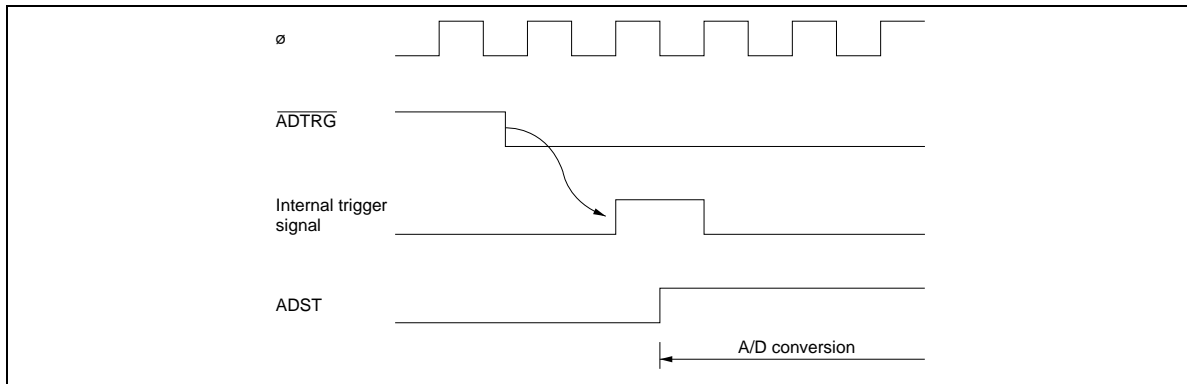 ø
ADTRG
Internal trigger
signal
ADST
A/D conversion